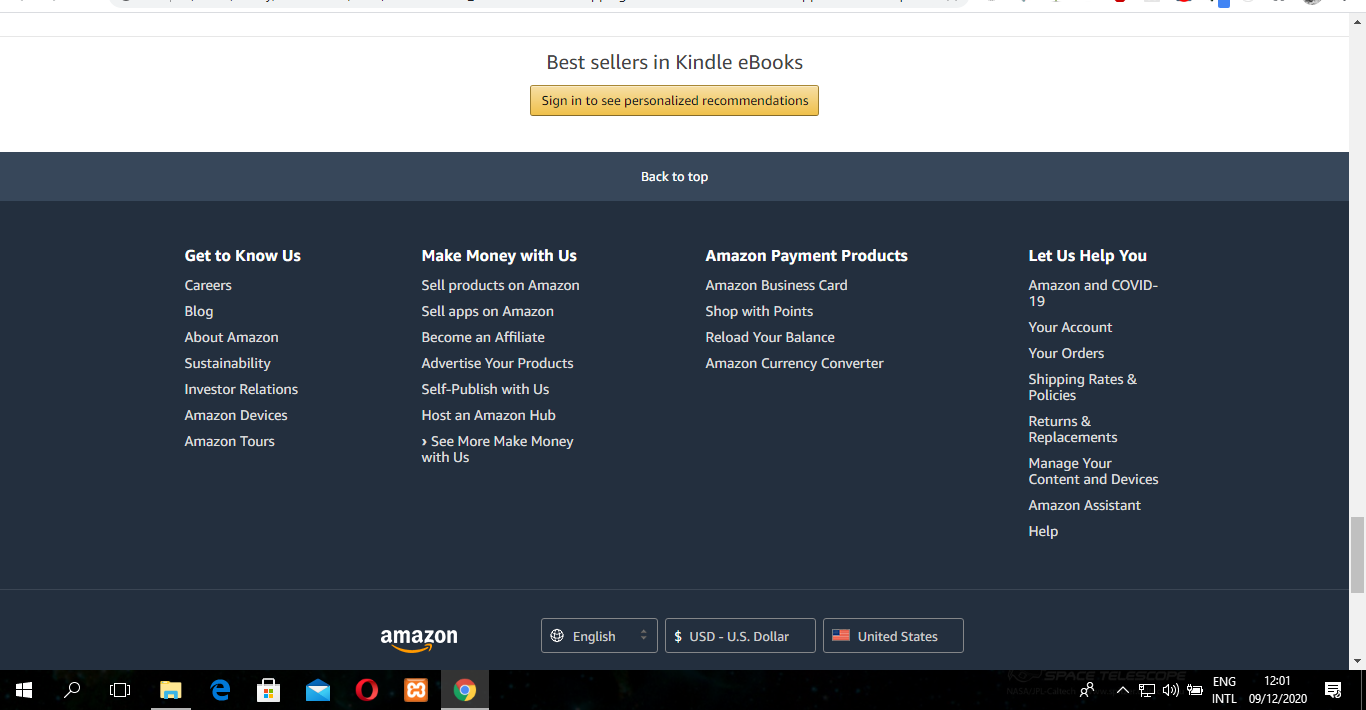 Best sellers in Kindle eBooks
Sign in to see personalized recommendations
Back to top
Get to Know Us
Careers
Blog
About Amazon
Sustainability
Investor Relations
Amazon Devices
Amazon Tours
Make Money with Us
Sell products on Amazon
Sell apps on Amazon
Become an Affiliate
Advertise Your Products
Self-Publish with Us
Host an Amazon Hub
› See More Make Money
with Us
Amazon Payment Products
Amazon Business Card
Shop with Points
Reload Your Balance
Amazon Currency Converter
Let Us Help You
Amazon and COVID-
19
Your Account
Your Orders
Shipping Rates &
Policies
Returns &
Replacements
Manage Your
Content and Devices
Amazon Assistant
Help
amazon
English
$ USD - U.S. Dollar
United States
SPACE TELESCOPE
NASA/JPL-Caltech
ENG
INTL
12:01
09/12/2020